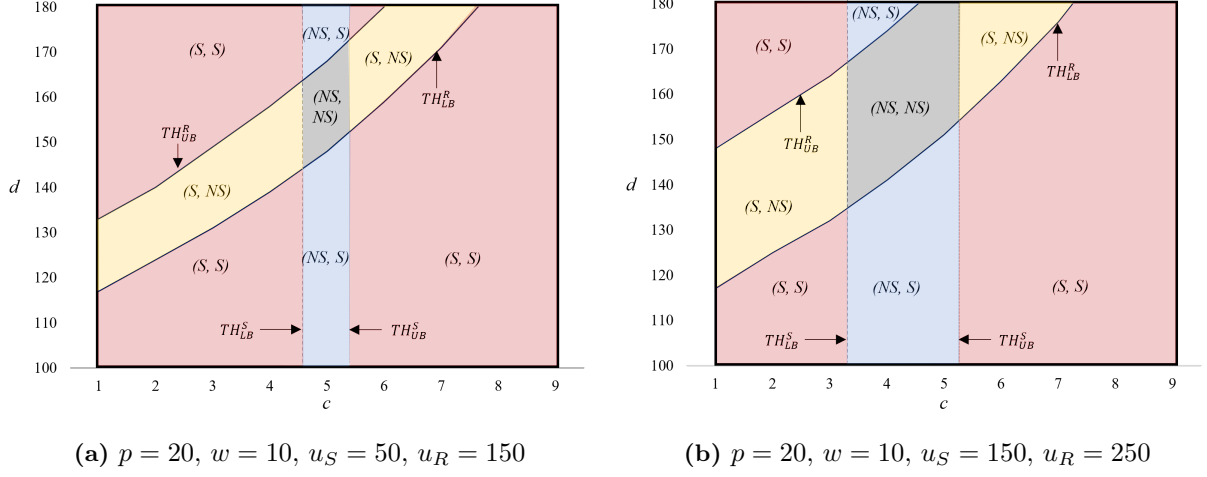 180
170
160
150
140
130
120
110
100
d
1 2 3 4 5 6 7 8 9
c
(S, S)
(NS, S)
(S, NS)
(NS,
NS)
TH^R_LB
TH^R_UB
(S, NS)
(S, S)
(NS, S)
(S, S)
TH^S_LB
TH^S_UB
(a) p = 20, w = 10, u_S = 50, u_R = 150
180
170
160
150
140
130
120
110
100
d
1 2 3 4 5 6 7 8 9
c
(NS, S)
(S, S)
(S, NS)
TH^R_LB
(NS, NS)
TH^R_UB
(S, NS)
(S, S)
(NS, S)
(S, S)
TH^S_LB
TH^S_UB
(b) p = 20, w = 10, u_S = 150, u_R = 250